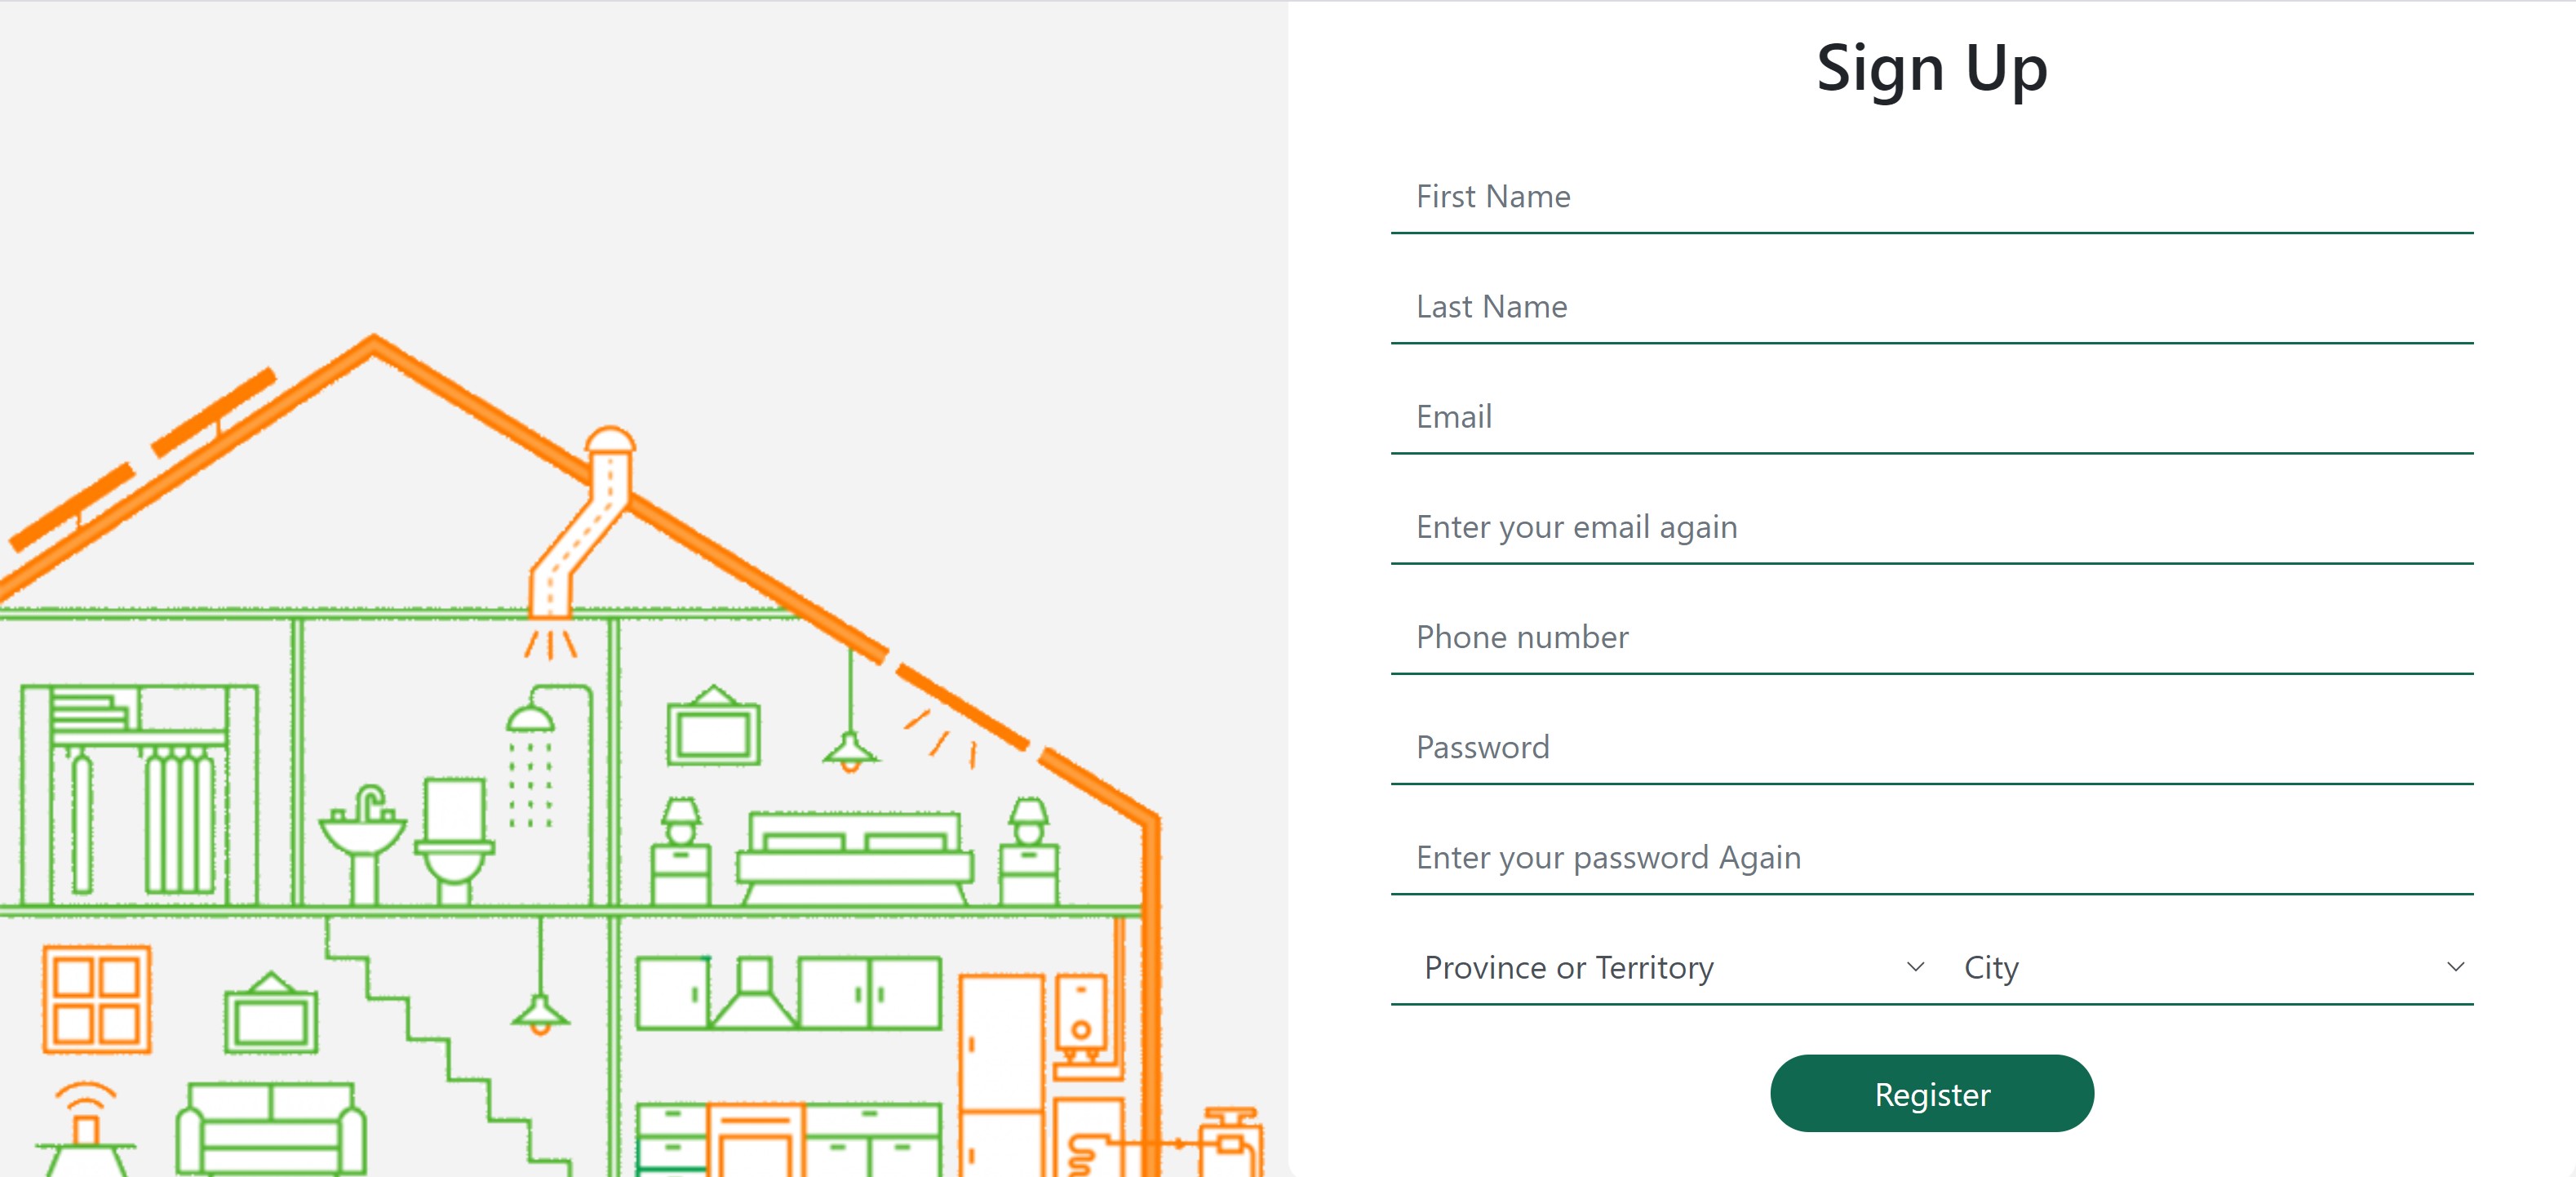 Sign Up
First Name
Last Name
Email
Enter your email again
Phone number
Password
Enter your password Again
Province or Territory City
Register